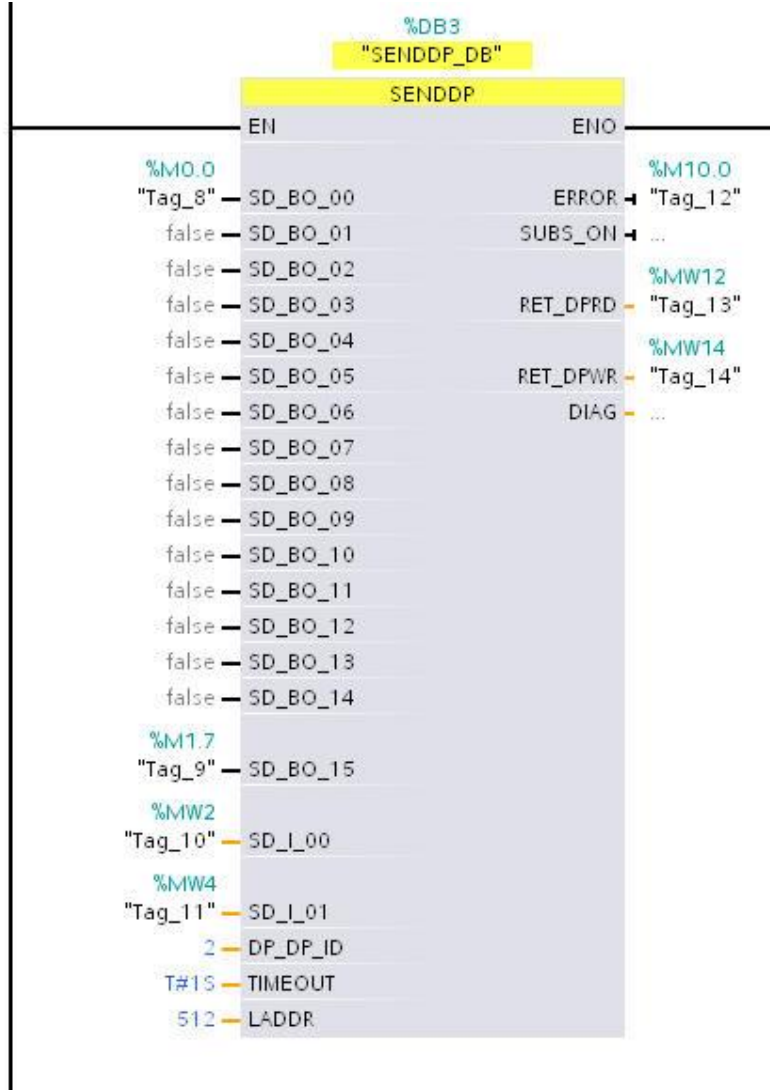 %DB3
"SENDDP_DB"
SENDDP
EN ENO
%M0.0 %M10.0
"Tag_8" SD_BO_00 ERROR "Tag_12"
false SD_BO_01 SUBS_ON ...
false SD_BO_02
%MW12
false SD_BO_03 RET_DPRD "Tag_13"
false SD_BO_04
%MW14
false SD_BO_05 RET_DPWR "Tag_14"
false SD_BO_06 DIAG ...
false SD_BO_07
false SD_BO_08
false SD_BO_09
false SD_BO_10
false SD_BO_11
false SD_BO_12
false SD_BO_13
false SD_BO_14
%M1.7
"Tag_9" SD_BO_15
%MW2
"Tag_10" SD_I_00
%MW4
"Tag_11" SD_I_01
2 DP_DP_ID
T#1S TIMEOUT
512 LADDR